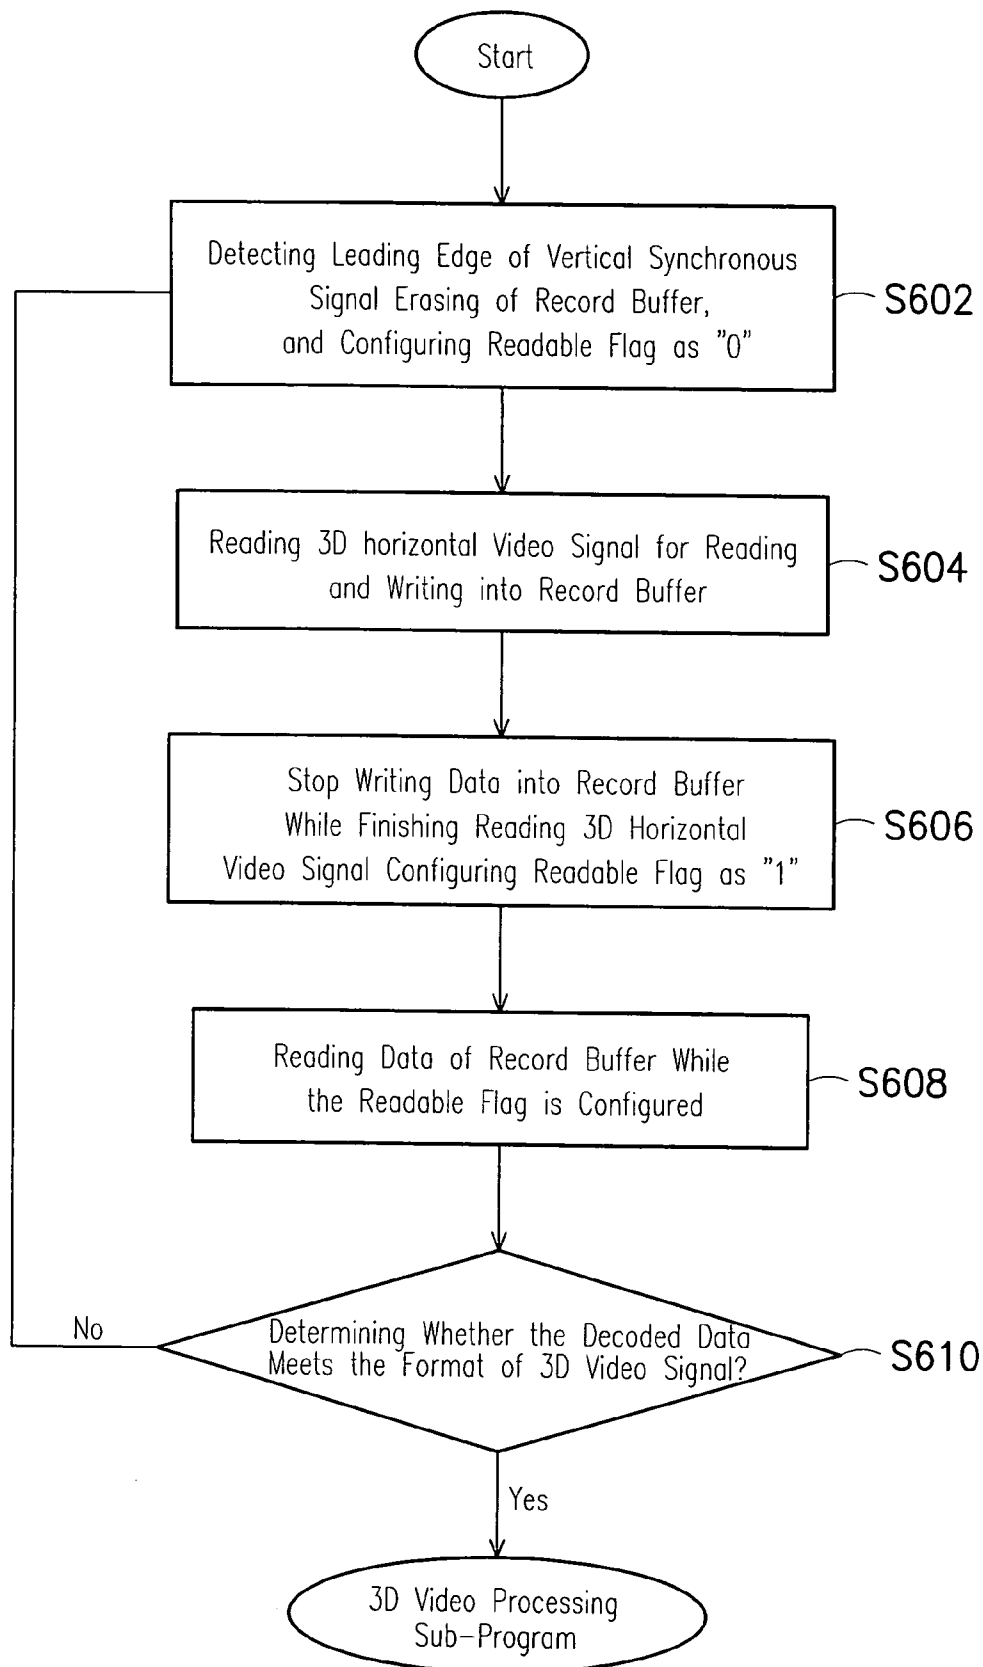 Start
Detecting Leading Edge of Vertical Synchronous
Signal Erasing of Record Buffer,
and Configuring Readable Flag as "0"
S602
Reading 3D horizontal Video Signal for Reading
and Writing into Record Buffer
S604
Stop Writing Data into Record Buffer
While Finishing Reading 3D Horizontal
Video Signal Configuring Readable Flag as "1"
S606
Reading Data of Record Buffer While
the Readable Flag is Configured
S608
Determining Whether the Decoded Data
Meets the Format of 3D Video Signal?
S610
No
Yes
3D Video Processing
Sub-Program